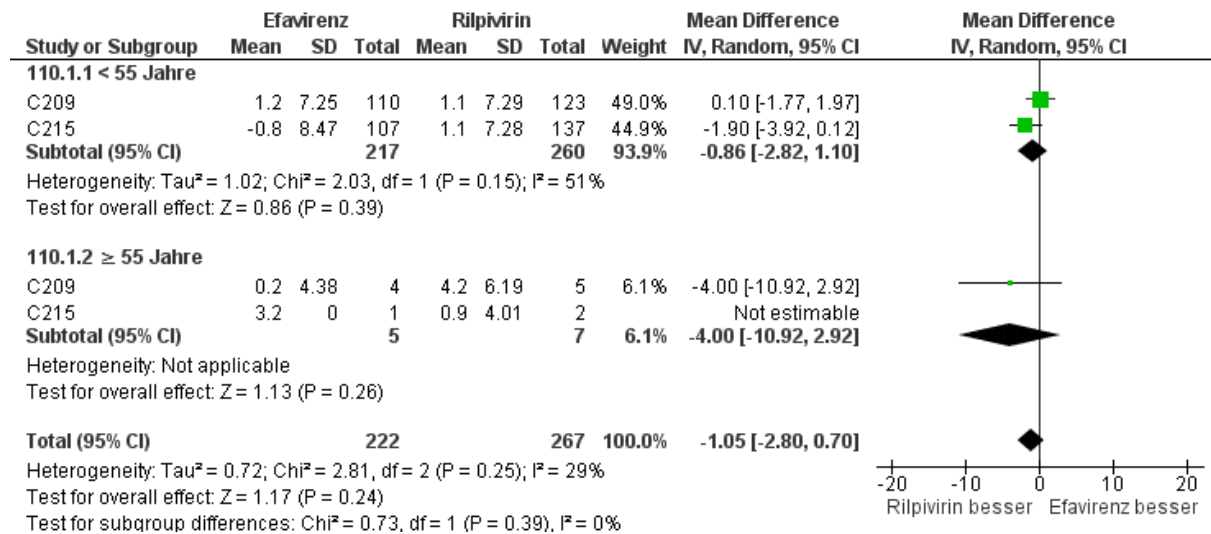 Efavirenz Rilpivirin Mean Difference Mean Difference
Study or Subgroup Mean SD Total Mean SD Total Weight IV, Random, 95% CI IV, Random, 95% CI
110.1.1 < 55 Jahre
C209 1.2 7.25 110 1.1 7.29 123 49.0% 0.10 [-1.77, 1.97]
C215 -0.8 8.47 107 1.1 7.28 137 44.9% -1.90 [-3.92, 0.12]
Subtotal (95% CI) 217 260 93.9% -0.86 [-2.82, 1.10]
Heterogeneity: Tau² = 1.02; Chi² = 2.03, df = 1 (P = 0.15); I² = 51%
Test for overall effect: Z = 0.86 (P = 0.39)
110.1.2 ≥ 55 Jahre
C209 0.2 4.38 4 4.2 6.19 5 6.1% -4.00 [-10.92, 2.92]
C215 3.2 0 1 0.9 4.01 2 Not estimable
Subtotal (95% CI) 5 7 6.1% -4.00 [-10.92, 2.92]
Heterogeneity: Not applicable
Test for overall effect: Z = 1.13 (P = 0.26)
Total (95% CI) 222 267 100.0% -1.05 [-2.80, 0.70]
Heterogeneity: Tau² = 0.72; Chi² = 2.81, df = 2 (P = 0.25); I² = 29%
Test for overall effect: Z = 1.17 (P = 0.24)
Test for subgroup differences: Chi² = 0.73, df = 1 (P = 0.39), I² = 0%
-20 -10 0 10 20
Rilpivirin besser Efavirenz besser